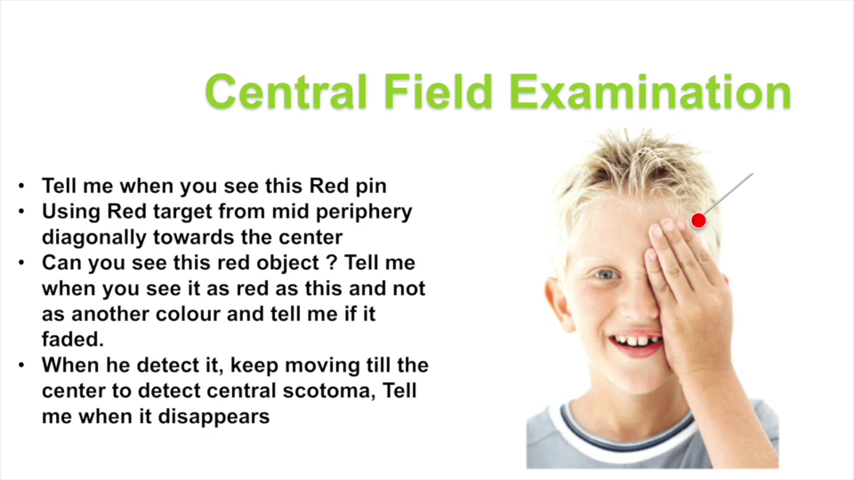 Central Field Examination
• Tell me when you see this Red pin
• Using Red target from mid periphery
diagonally towards the center
• Can you see this red object ? Tell me
when you see it as red as this and not
as another colour and tell me if it
faded.
• When he detect it, keep moving till the
center to detect central scotoma, Tell
me when it disappears